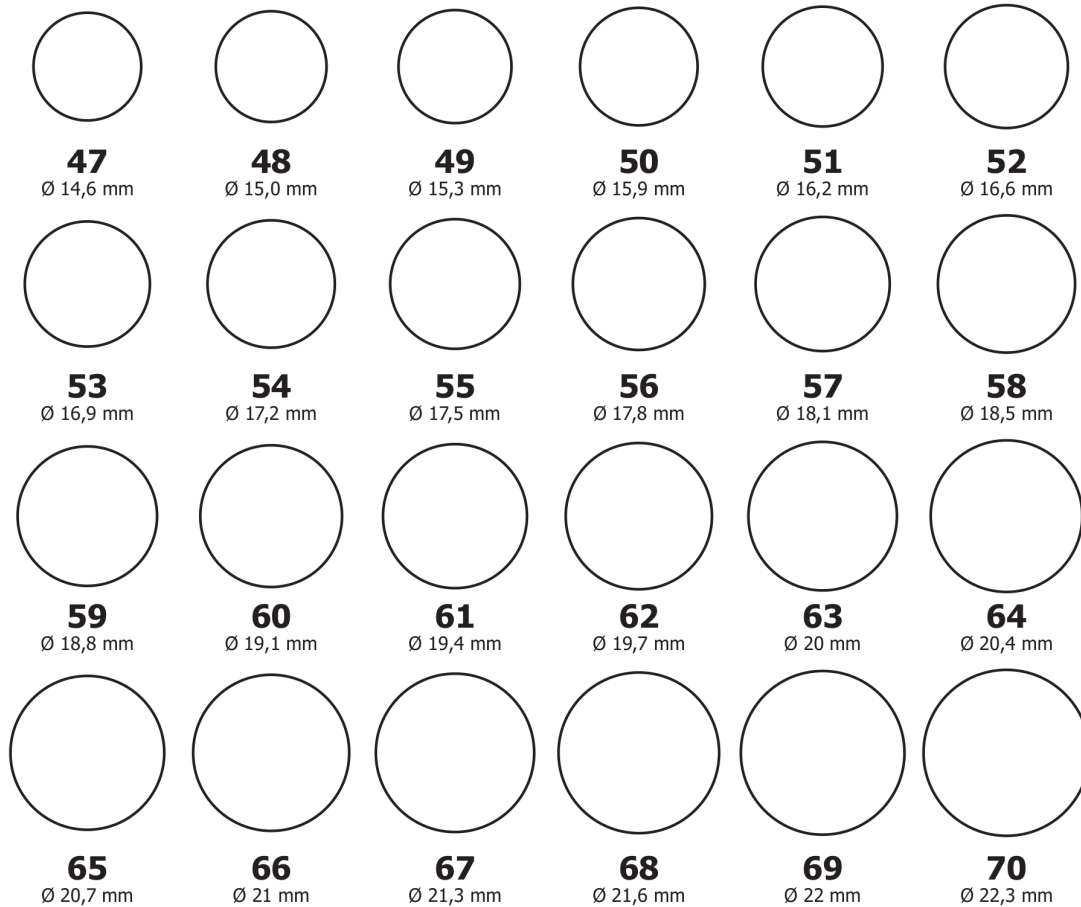 47 48 49 50 51 52
Ø 14,6 mm Ø 15,0 mm Ø 15,3 mm Ø 15,9 mm Ø 16,2 mm Ø 16,6 mm
53 54 55 56 57 58
Ø 16,9 mm Ø 17,2 mm Ø 17,5 mm Ø 17,8 mm Ø 18,1 mm Ø 18,5 mm
59 60 61 62 63 64
Ø 18,8 mm Ø 19,1 mm Ø 19,4 mm Ø 19,7 mm Ø 20 mm Ø 20,4 mm
65 66 67 68 69 70
Ø 20,7 mm Ø 21 mm Ø 21,3 mm Ø 21,6 mm Ø 22 mm Ø 22,3 mm